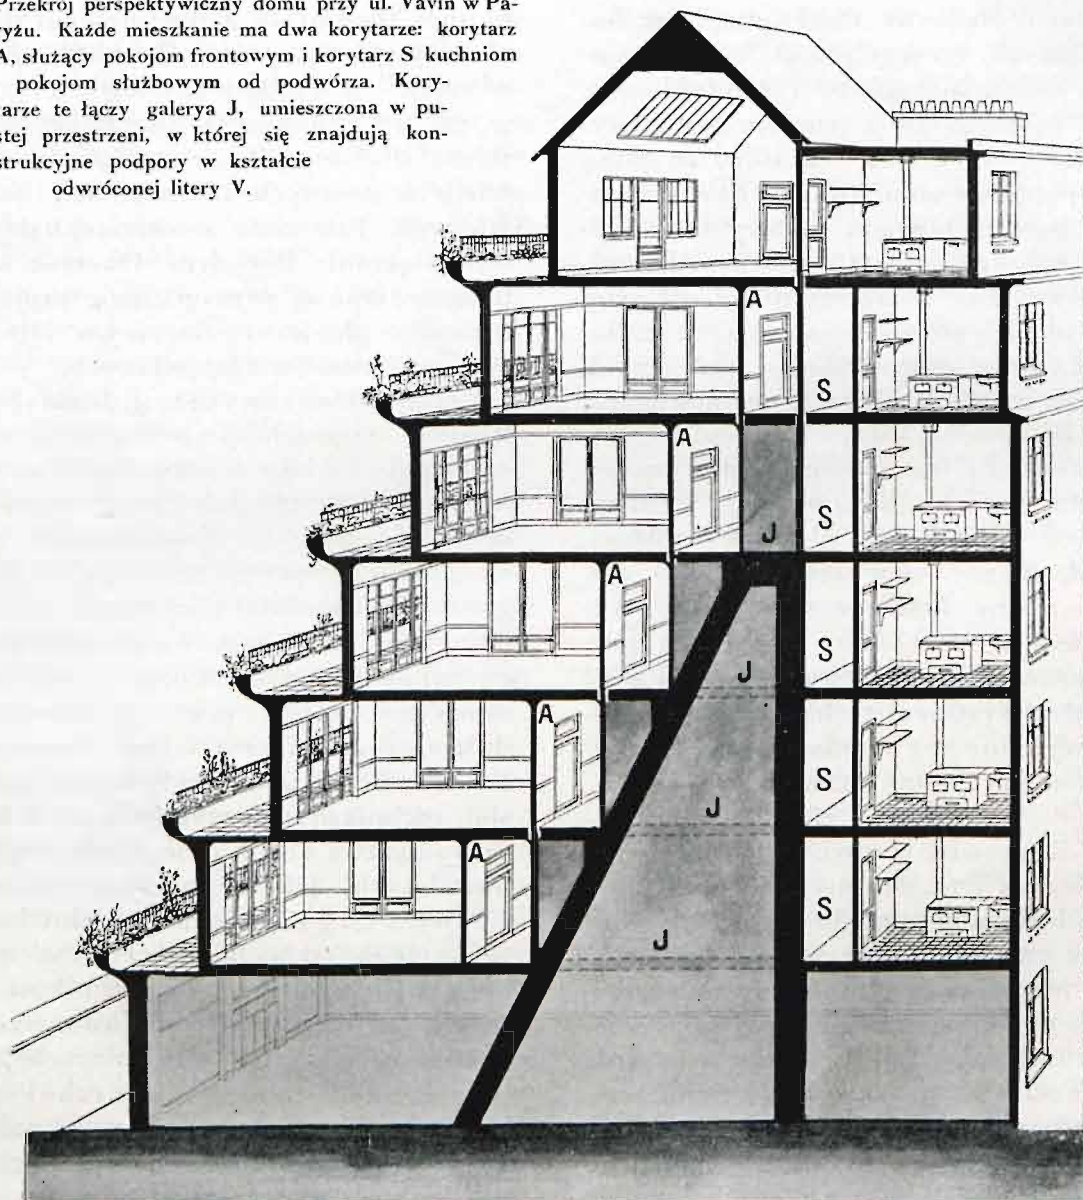 Przekrój perspektywiczny domu przy ul. Vavin w Pa-
ryżu. Każde mieszkanie ma dwa korytarze: korytarz
A, służący pokojom frontowym i korytarz S kuchniom
pokojom służbowym od podwórza. Kory-
arze te łączy galerya J, umieszczona w pu-
stej przestrzeni, w której się znajdują kon-
strukcyjne podpory w kształcie
odwróconej litery V.
A
S
A
S
J
A
S
J
A
S
J
A
S
J